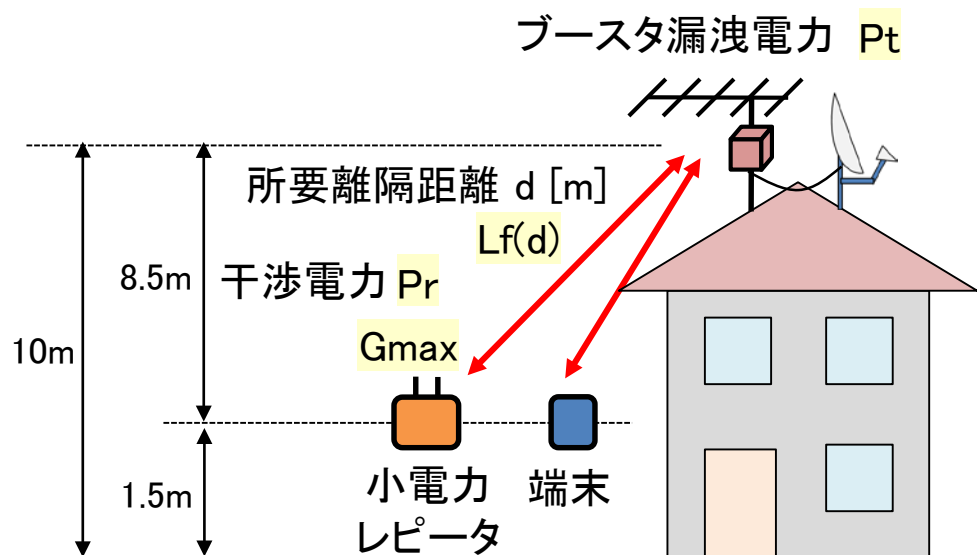 ブースタ漏洩電力 Pt
所要離隔距離 d [m]
Lf(d)
8.5m
干渉電力 Pr
10m
Gmax
1.5m
小電力
レピータ
端末